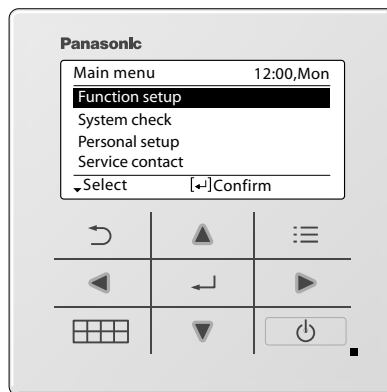 Panasonic
Main menu 12:00,Mon
Function setup
System check
Personal setup
Service contact
Select [↵]Confirm